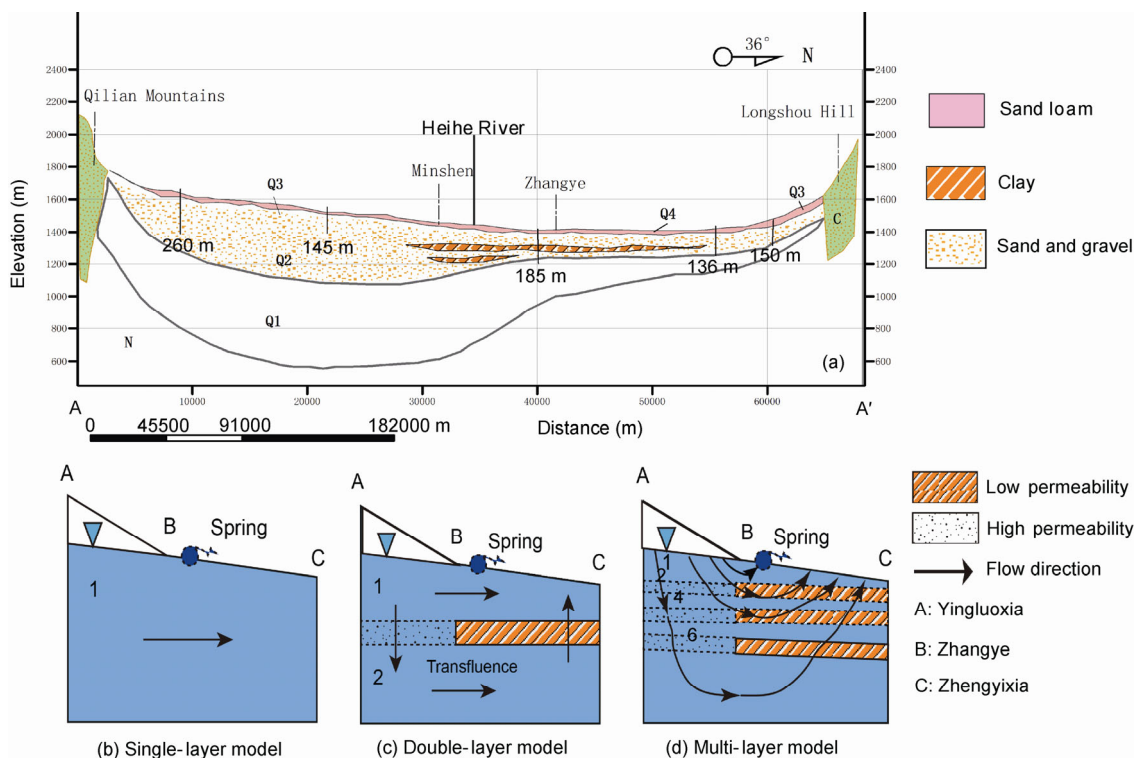 36°
N
2400
2200
2000
1800
1600
1400
1200
1000
800
600
Elevation (m)
2400
2200
2000
1800
1600
1400
1200
1000
800
600
Qilian Mountains
Longshou Hill
Heihe River
Minshen
Zhangye
Q3
Q3
Q4
C
260 m
145 m
185 m
136 m
150 m
Q2
Q1
N
(a)
A
10000
20000
30000
40000
50000
60000
A'
Distance (m)
0 45500 91000 182000 m
Sand loam
Clay
Sand and gravel
A
B
Spring
C
1
(b) Single-layer model
A
B
Spring
C
1
2
Transfluence
(c) Double-layer model
A
B
Spring
C
1
2
4
6
(d) Multi-layer model
Low permeability
High permeability
Flow direction
A: Yingluoxia
B: Zhangye
C: Zhengyixia